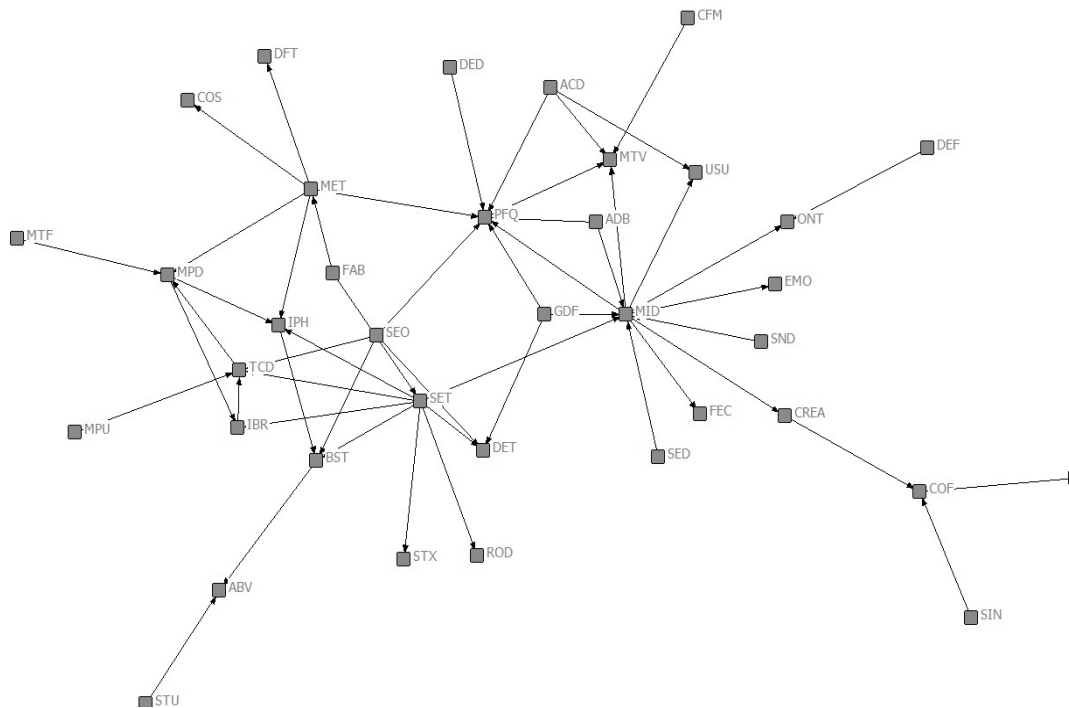 CFM
DFT
DED
ACD
COS
DEF
MTV
USU
MET
PFQ
ADB
ONT
MTF
MPD
FAB
EMO
GDF
MID
IPH
SEO
SND
TCD
SET
FEC
CREA
MPU
IBR
DET
BST
SED
COF
STX
ROD
ABV
SIN
STU